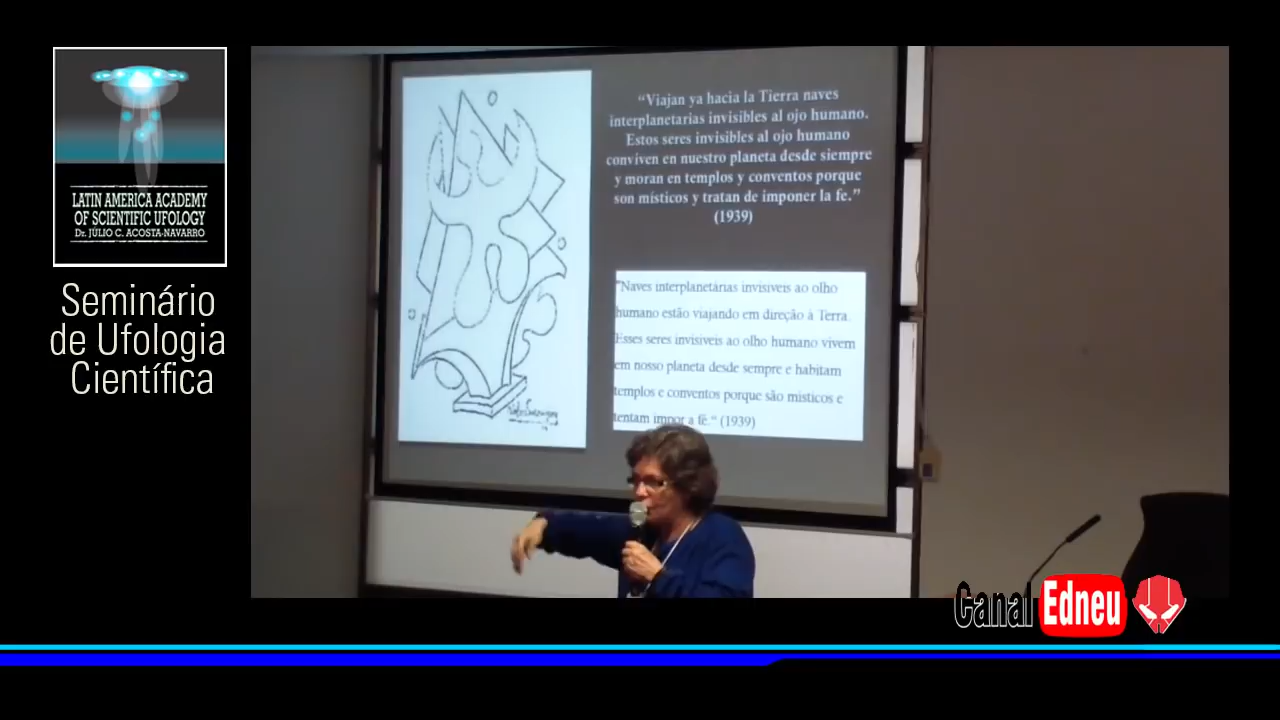 LATIN AMERICA ACADEMY
OF SCIENTIFIC UFOLOGY
Dr. JÚLIO C. ACOSTA-NAVARRO
Seminário
de Ufologia
Científica
“Viajan ya hacia la Tierra naves
interplanetarias invisibles al ojo humano.
Estos seres invisibles al ojo humano
conviven en nuestro planeta desde siempre
y moran en templos y conventos porque
son místicos y tratan de imponer la fe.”
(1939)
"Naves interplanetárias invisíveis ao olho
humano estão viajando em direção à Terra.
Esses seres invisíveis ao olho humano vivem
em nosso planeta desde sempre e habitam
templos e conventos porque são místicos e
tentam impor a fé.“ (1939)
Canal Edneu